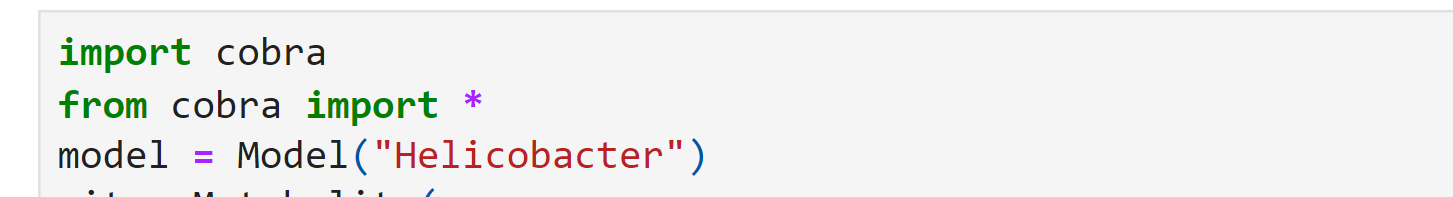 import cobra
from cobra import *
model = Model("Helicobacter")